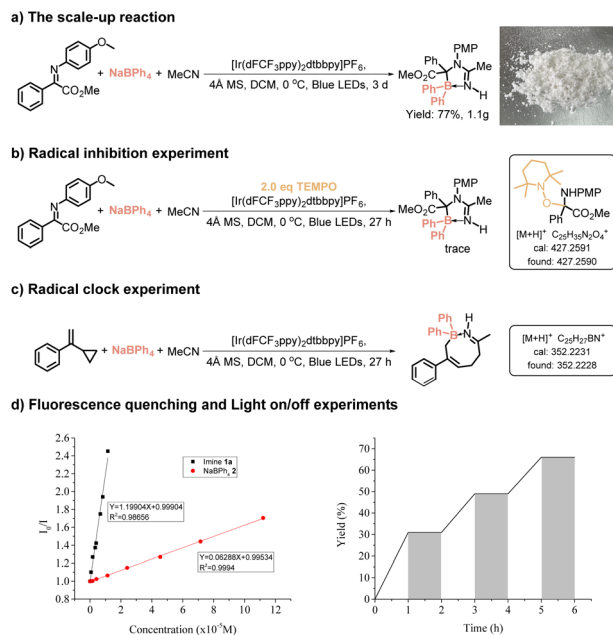 a) The scale-up reaction
O
N
CO₂Me
+ NaBPh₄ + MeCN
[Ir(dFCF₃ppy)₂dtbbpy]PF₆,
4Å MS, DCM, 0 °C, Blue LEDs, 3 d
PMP
Ph
N
MeO₂C
Me
Ph
B
N
Ph
H
Yield: 77%, 1.1g
b) Radical inhibition experiment
O
N
CO₂Me
+ NaBPh₄ + MeCN
2.0 eq TEMPO
[Ir(dFCF₃ppy)₂dtbbpy]PF₆,
4Å MS, DCM, 0 °C, Blue LEDs, 27 h
PMP
Ph
N
MeO₂C
Me
Ph
B
N
Ph
H
trace
N
NHPMP
O
OMe
Ph
O
[M+H]⁺ C₂₅H₃₅N₂O₄⁺
cal: 427.2591
found: 427.2590
c) Radical clock experiment
+ NaBPh₄ + MeCN
[Ir(dFCF₃ppy)₂dtbbpy]PF₆,
4Å MS, DCM, 0 °C, Blue LEDs, 27 h
Ph
H
Ph
B
N
[M+H]⁺ C₂₅H₂₇BN⁺
cal: 352.2231
found: 352.2228
d) Fluorescence quenching and Light on/off experiments
I₀/I
2.6
2.4
2.2
2.0
1.8
1.6
1.4
1.2
1.0
0.8
Imine 1a
NaBPh₄ 2
Y=1.19904X+0.99904
R²=0.98656
Y=0.06288X+0.99534
R²=0.9994
0 2 4 6 8 10 12
Concentration (x10⁻⁵M)
Yield (%)
70
60
50
40
30
20
10
0
0 1 2 3 4 5 6
Time (h)